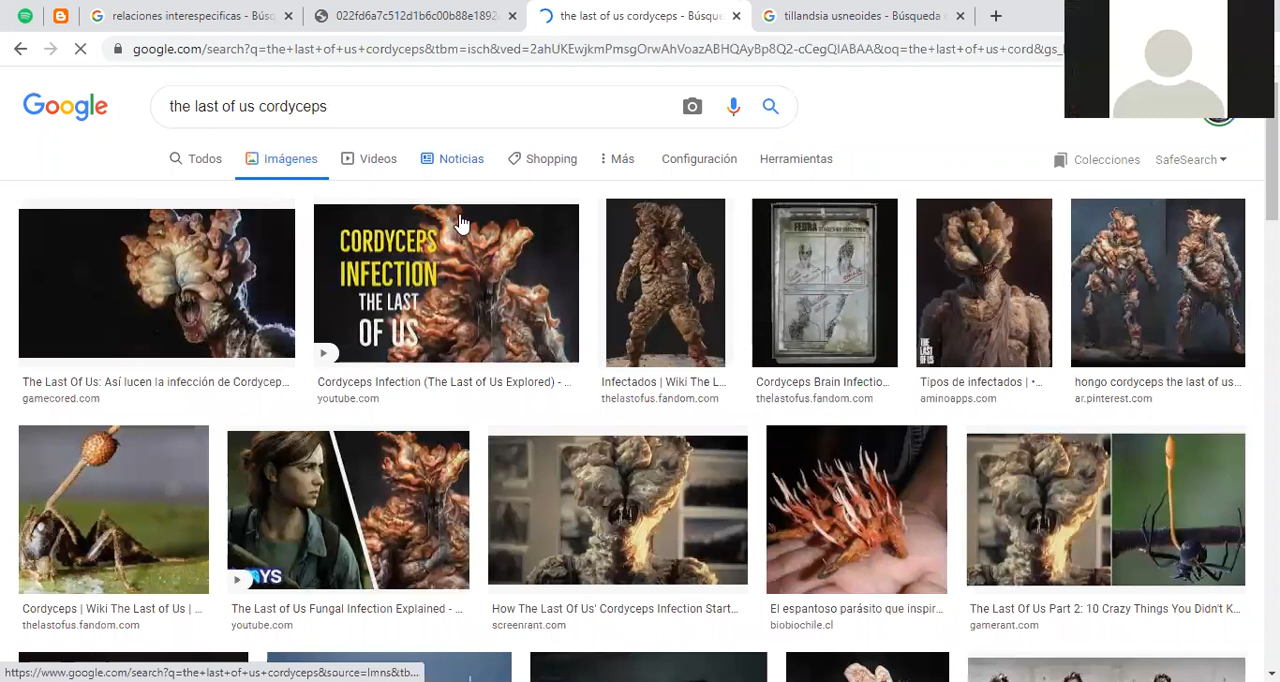 relaciones interespecificas - Búsq
022fd6a7c512d1b6c00b88e1892
the last of us cordyceps - Búsque
tillandsia usneoides - Búsqueda
google.com/search?q=the+last+of+us+cordyceps&tbm=isch&ved=2ahUKEwjkmPmsgOrwAhVoazABHQAyBp8Q2-cCegQIABAA&oq=the+last+of+us+cord&gs_l
Google
the last of us cordyceps
Todos
Imágenes
Videos
Noticias
Shopping
Más
Configuración
Herramientas
Colecciones
SafeSearch
CORDYCEPS
INFECTION
THE LAST
OF US
FEDRA
THE LAST OF US
The Last Of Us: Así lucen la infección de Cordycep...
gamecored.com
Cordyceps Infection (The Last of Us Explored) - ...
youtube.com
Infectados | Wiki The L...
thelastofus.fandom.com
Cordyceps Brain Infectio...
thelastofus.fandom.com
Tipos de infectados | •...
aminoapps.com
hongo cordyceps the last of us...
ar.pinterest.com
YS
Cordyceps | Wiki The Last of Us | ...
thelastofus.fandom.com
The Last of Us Fungal Infection Explained - ...
youtube.com
How The Last Of Us' Cordyceps Infection Start...
screenrant.com
El espantoso parásito que inspir...
biobiochile.cl
The Last Of Us Part 2: 10 Crazy Things You Didn't K...
gamerant.com
https://www.google.com/search?q=the+last+of+us+cordyceps&source=lmns&tb...